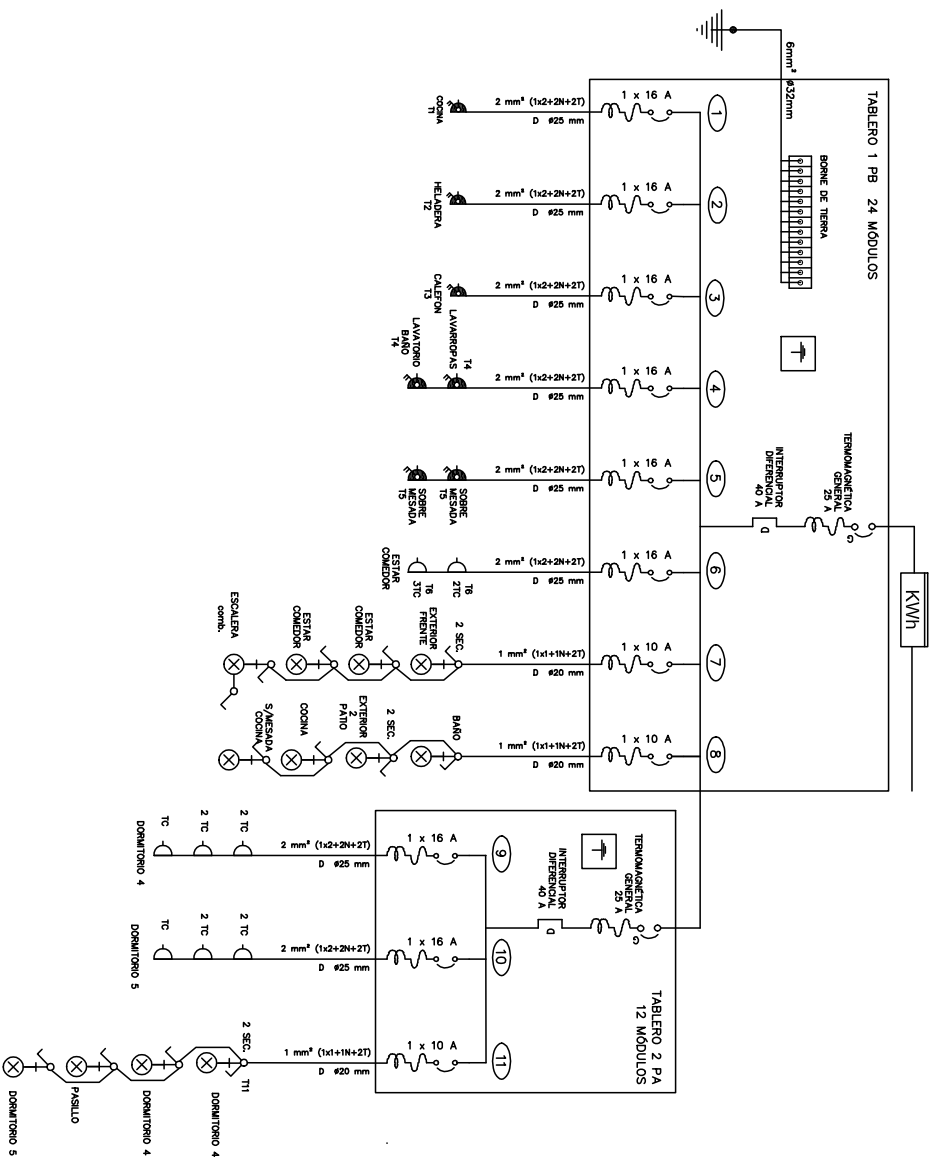 KWh
TABLERO 1 PB 24 MÓDULOS
6mm² ø32mm
BORNE DE TIERRA
TERMOMAGNÉTICA
GENERAL
25 A
G
INTERRUPTOR
DIFERENCIAL
40 A
D
1
1 x 16 A
2 mm² (1x2+2N+2T)
D ø25 mm
COCINA
T1
2
1 x 16 A
2 mm² (1x2+2N+2T)
D ø25 mm
HELADERA
T2
3
1 x 16 A
2 mm² (1x2+2N+2T)
D ø25 mm
CALEFON
T3
4
1 x 16 A
2 mm² (1x2+2N+2T)
D ø25 mm
T4
LAVARROPAS
LAVATORIO
BAÑO
T4
5
1 x 16 A
2 mm² (1x2+2N+2T)
D ø25 mm
SOBRE
MESADA
T5
SOBRE
MESADA
T5
6
1 x 16 A
2 mm² (1x2+2N+2T)
D ø25 mm
T6
2TC
T6
3TC
ESTAR
COMEDOR
7
1 x 10 A
1 mm² (1x1+1N+2T)
D ø20 mm
2 SEC.
EXTERIOR
FRENTE
ESTAR
COMEDOR
ESTAR
COMEDOR
ESCALERA
comb.
8
1 x 10 A
1 mm² (1x1+1N+2T)
D ø20 mm
BAÑO
2 SEC.
EXTERIOR
2
PATIO
COCINA
S/MESADA
COCINA
TABLERO 2 PA
12 MÓDULOS
TERMOMAGNÉTICA
GENERAL
25 A
G
INTERRUPTOR
DIFERENCIAL
40 A
D
9
1 x 16 A
2 mm² (1x2+2N+2T)
D ø25 mm
2 TC
2 TC
TC
DORMITORIO 4
10
1 x 16 A
2 mm² (1x2+2N+2T)
D ø25 mm
2 TC
2 TC
TC
DORMITORIO 5
11
1 x 10 A
1 mm² (1x1+1N+2T)
D ø20 mm
2 SEC.
T11
DORMITORIO 4
DORMITORIO 4
PASILLO
DORMITORIO 5